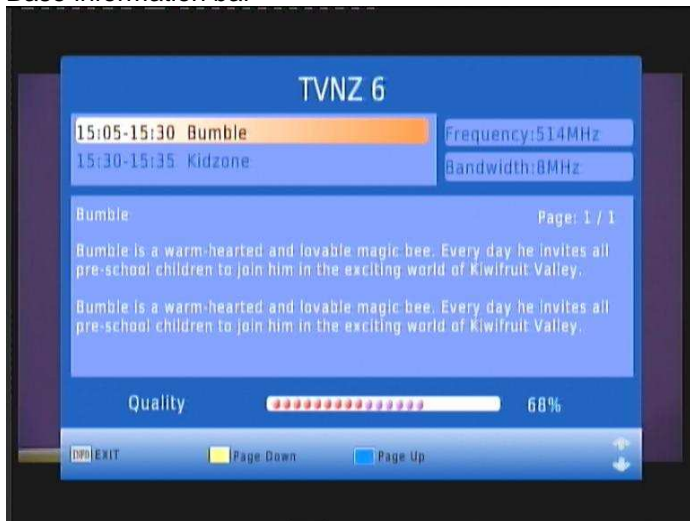 TVNZ 6
15:05-15:30 Bumble
15:30-15:35 Kidzone
Frequency:514MHz
Bandwidth:8MHz
Bumble
Page: 1 / 1
Bumble is a warm-hearted and lovable magic bee. Every day he invites all
pre-school children to join him in the exciting world of Kiwifruit Valley.
Bumble is a warm-hearted and lovable magic bee. Every day he invites all
pre-school children to join him in the exciting world of Kiwifruit Valley.
Quality
68%
INFO EXIT
Page Down
Page Up